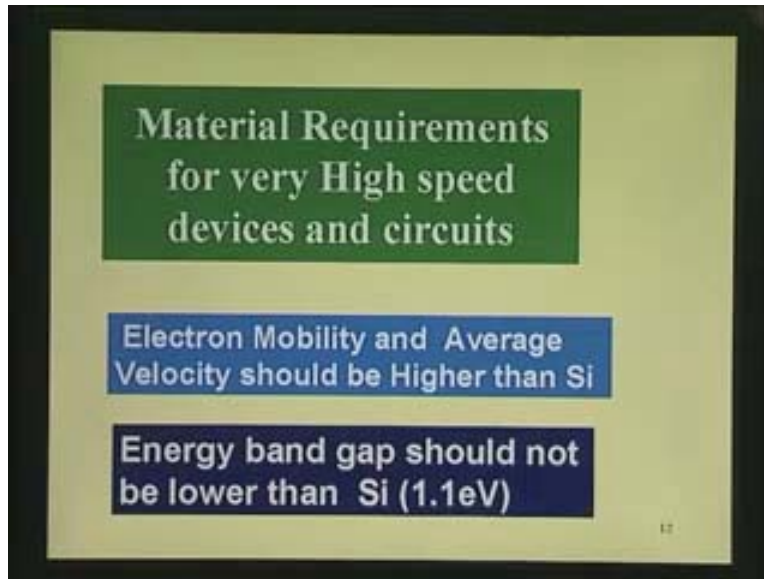 Material Requirements
for very High speed
devices and circuits
Electron Mobility and Average
Velocity should be Higher than Si
Energy band gap should not
be lower than Si (1.1eV)
12